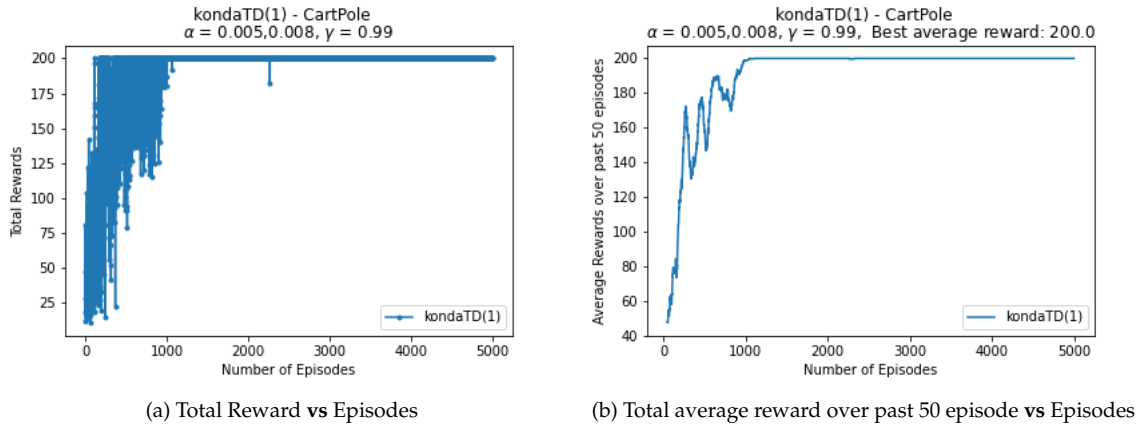 kondaTD(1) - CartPole
α = 0.005,0.008, γ = 0.99
Total Rewards
200
175
150
125
100
75
50
25
kondaTD(1)
0 1000 2000 3000 4000 5000
Number of Episodes
(a) Total Reward vs Episodes
kondaTD(1) - CartPole
α = 0.005,0.008, γ = 0.99, Best average reward: 200.0
Average Rewards over past 50 episodes
200
180
160
140
120
100
80
60
40
kondaTD(1)
0 1000 2000 3000 4000 5000
Number of Episodes
(b) Total average reward over past 50 episode vs Episodes